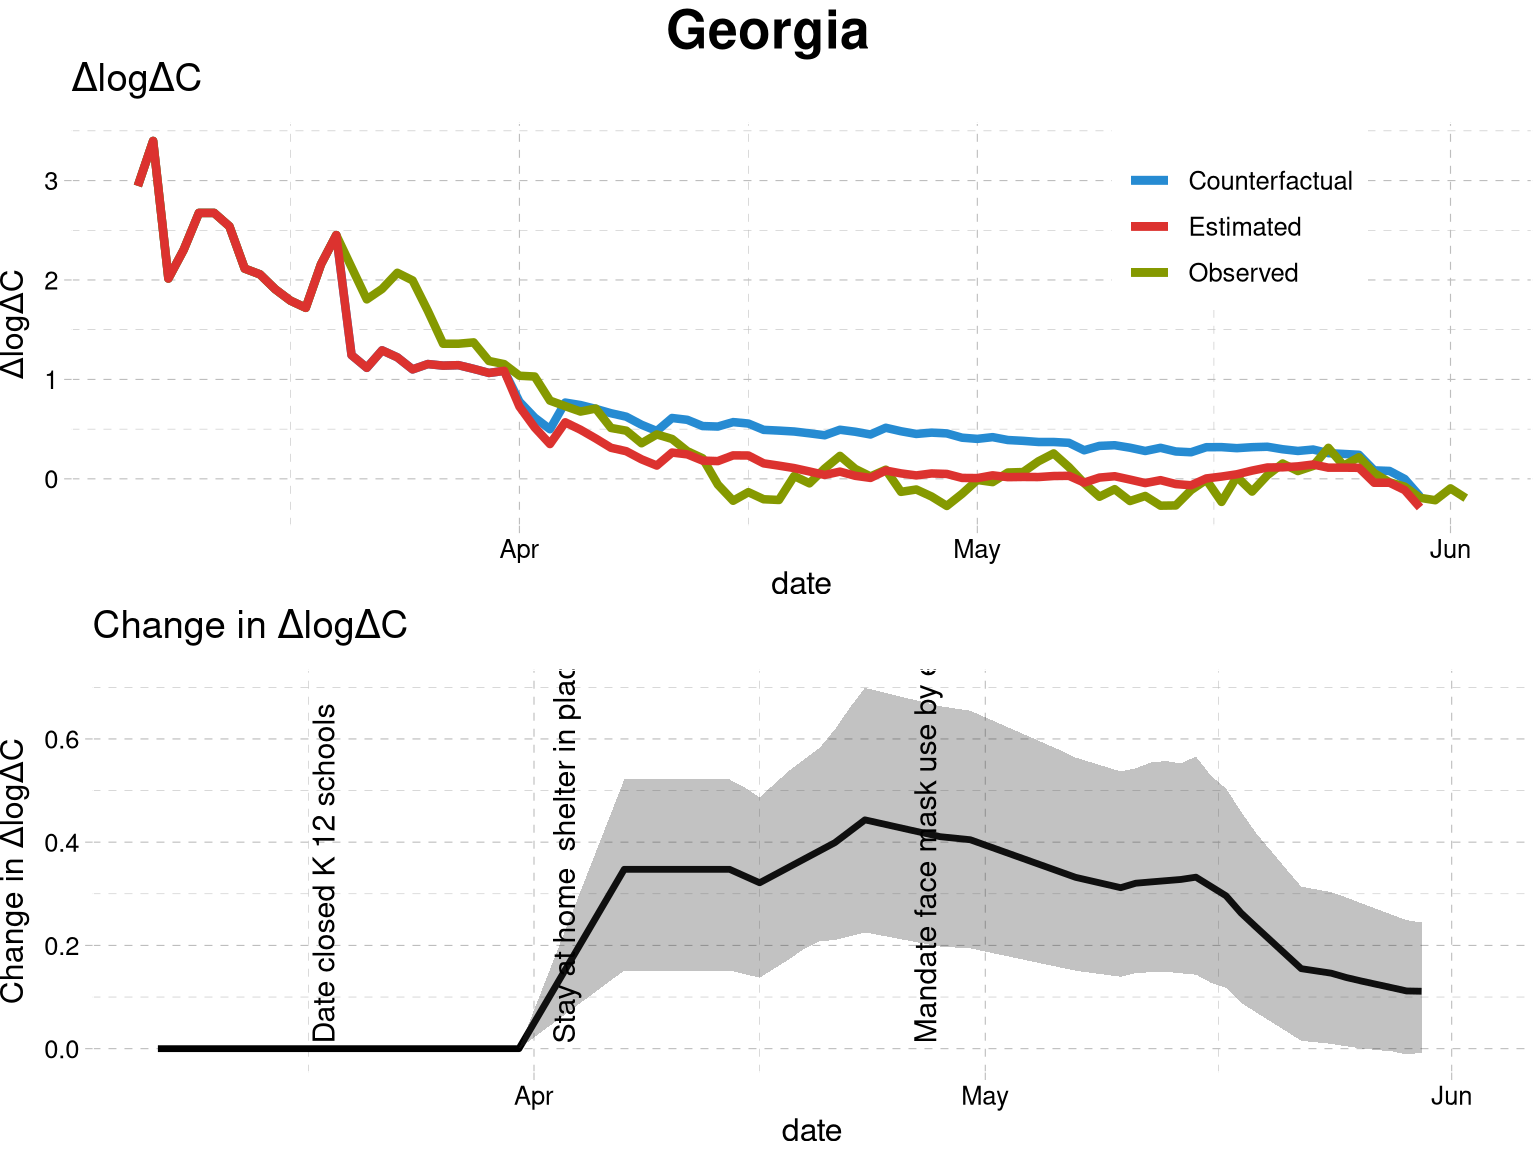 Georgia
ΔlogΔC
ΔlogΔC
3
2
1
0
Counterfactual
Estimated
Observed
Apr
May
Jun
date
Change in ΔlogΔC
Change in ΔlogΔC
0.6
0.4
0.2
0.0
Date closed K 12 schools
Stay at home  shelter in plac
Mandate face mask use by
Apr
May
Jun
date